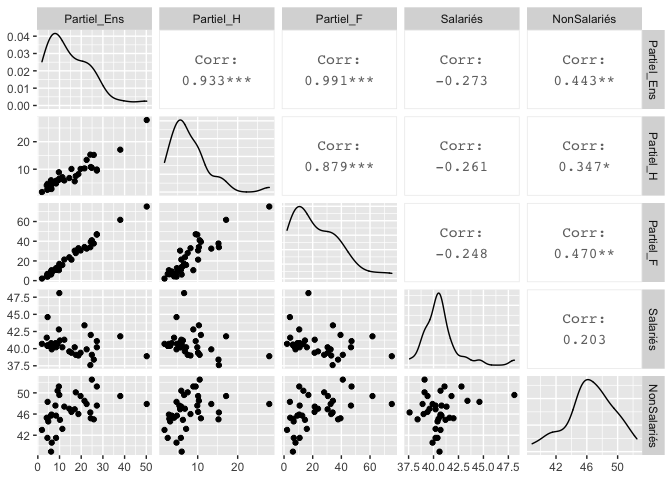 Partiel_Ens Partiel_H Partiel_F Salariés NonSalariés
0.04
0.03
0.02
0.01
0.00
Corr:
0.933***
Corr:
0.991***
Corr:
-0.273
Corr:
0.443**
Partiel_Ens
20
10
Corr:
0.879***
Corr:
-0.261
Corr:
0.347*
Partiel_H
60
40
20
0
Corr:
-0.248
Corr:
0.470**
Partiel_F
47.5
45.0
42.5
40.0
37.5
Corr:
0.203
Salariés
50
46
42
NonSalariés
0 10 20 30 40 50 10 20 0 20 40 60 37.5 40.0 42.5 45.0 47.5 42 46 50